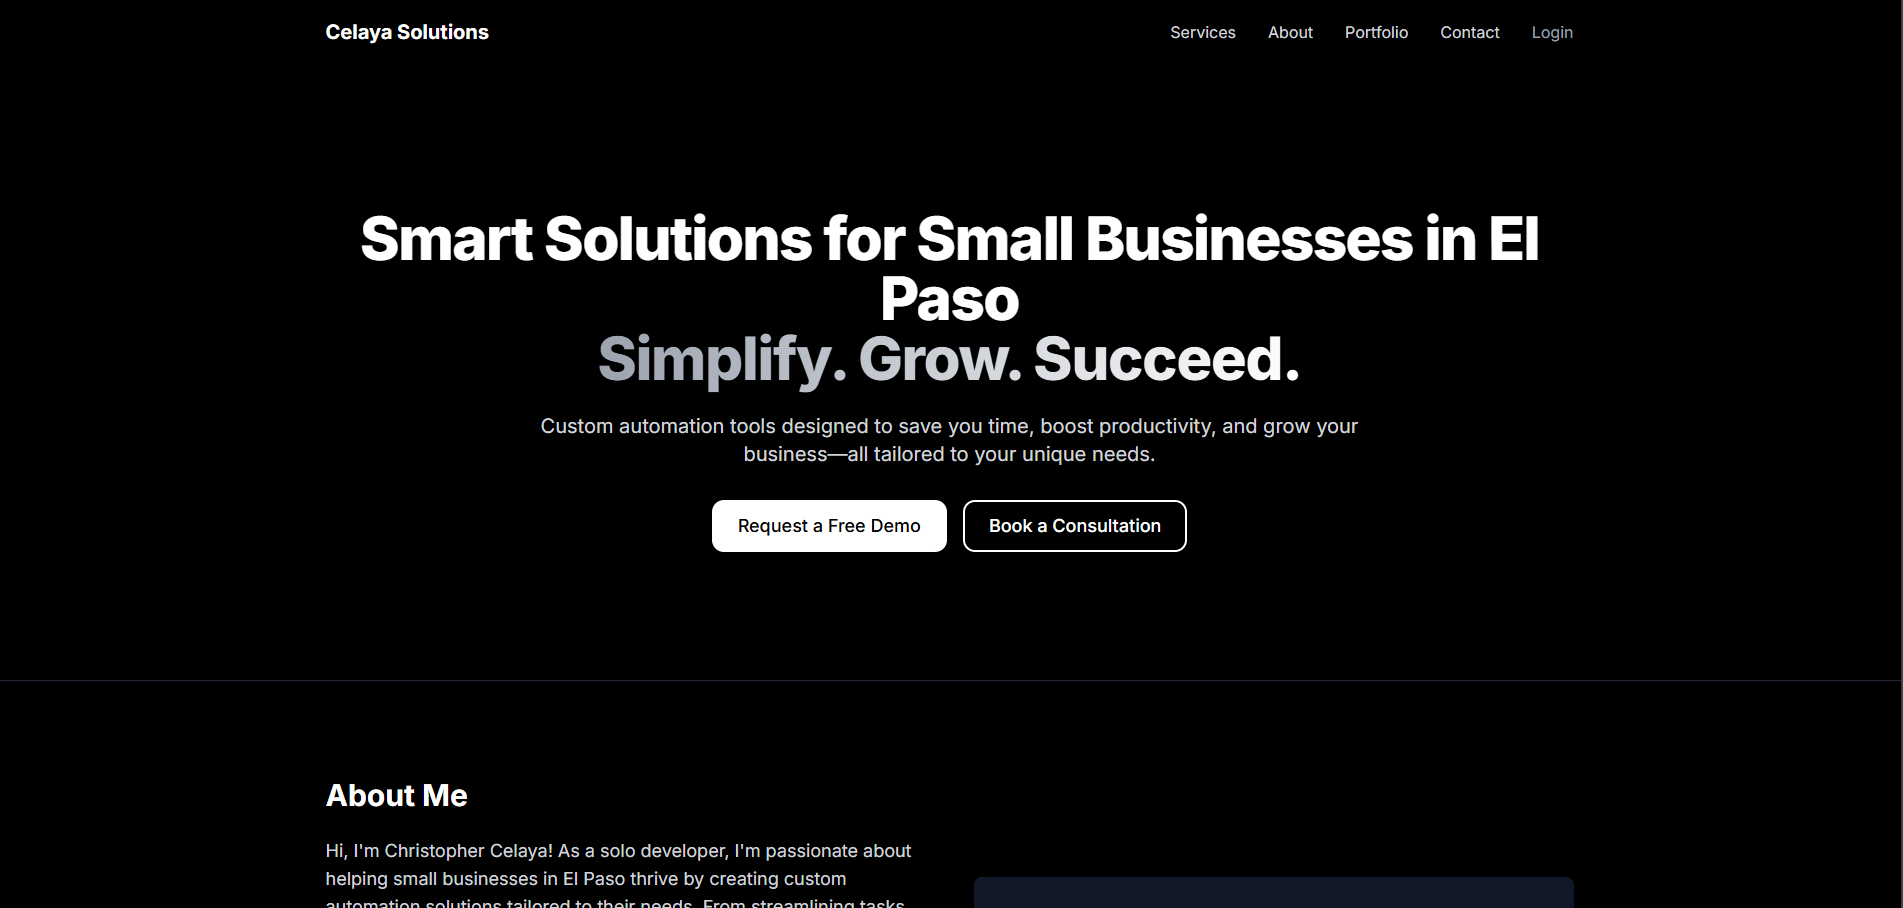 Celaya Solutions
Services About Portfolio Contact Login
Smart Solutions for Small Businesses in El
Paso
Simplify. Grow. Succeed.
Custom automation tools designed to save you time, boost productivity, and grow your
business—all tailored to your unique needs.
Request a Free Demo
Book a Consultation
About Me
Hi, I'm Christopher Celaya! As a solo developer, I'm passionate about
helping small businesses in El Paso thrive by creating custom
automation solutions tailored to their needs. From streamlining tasks